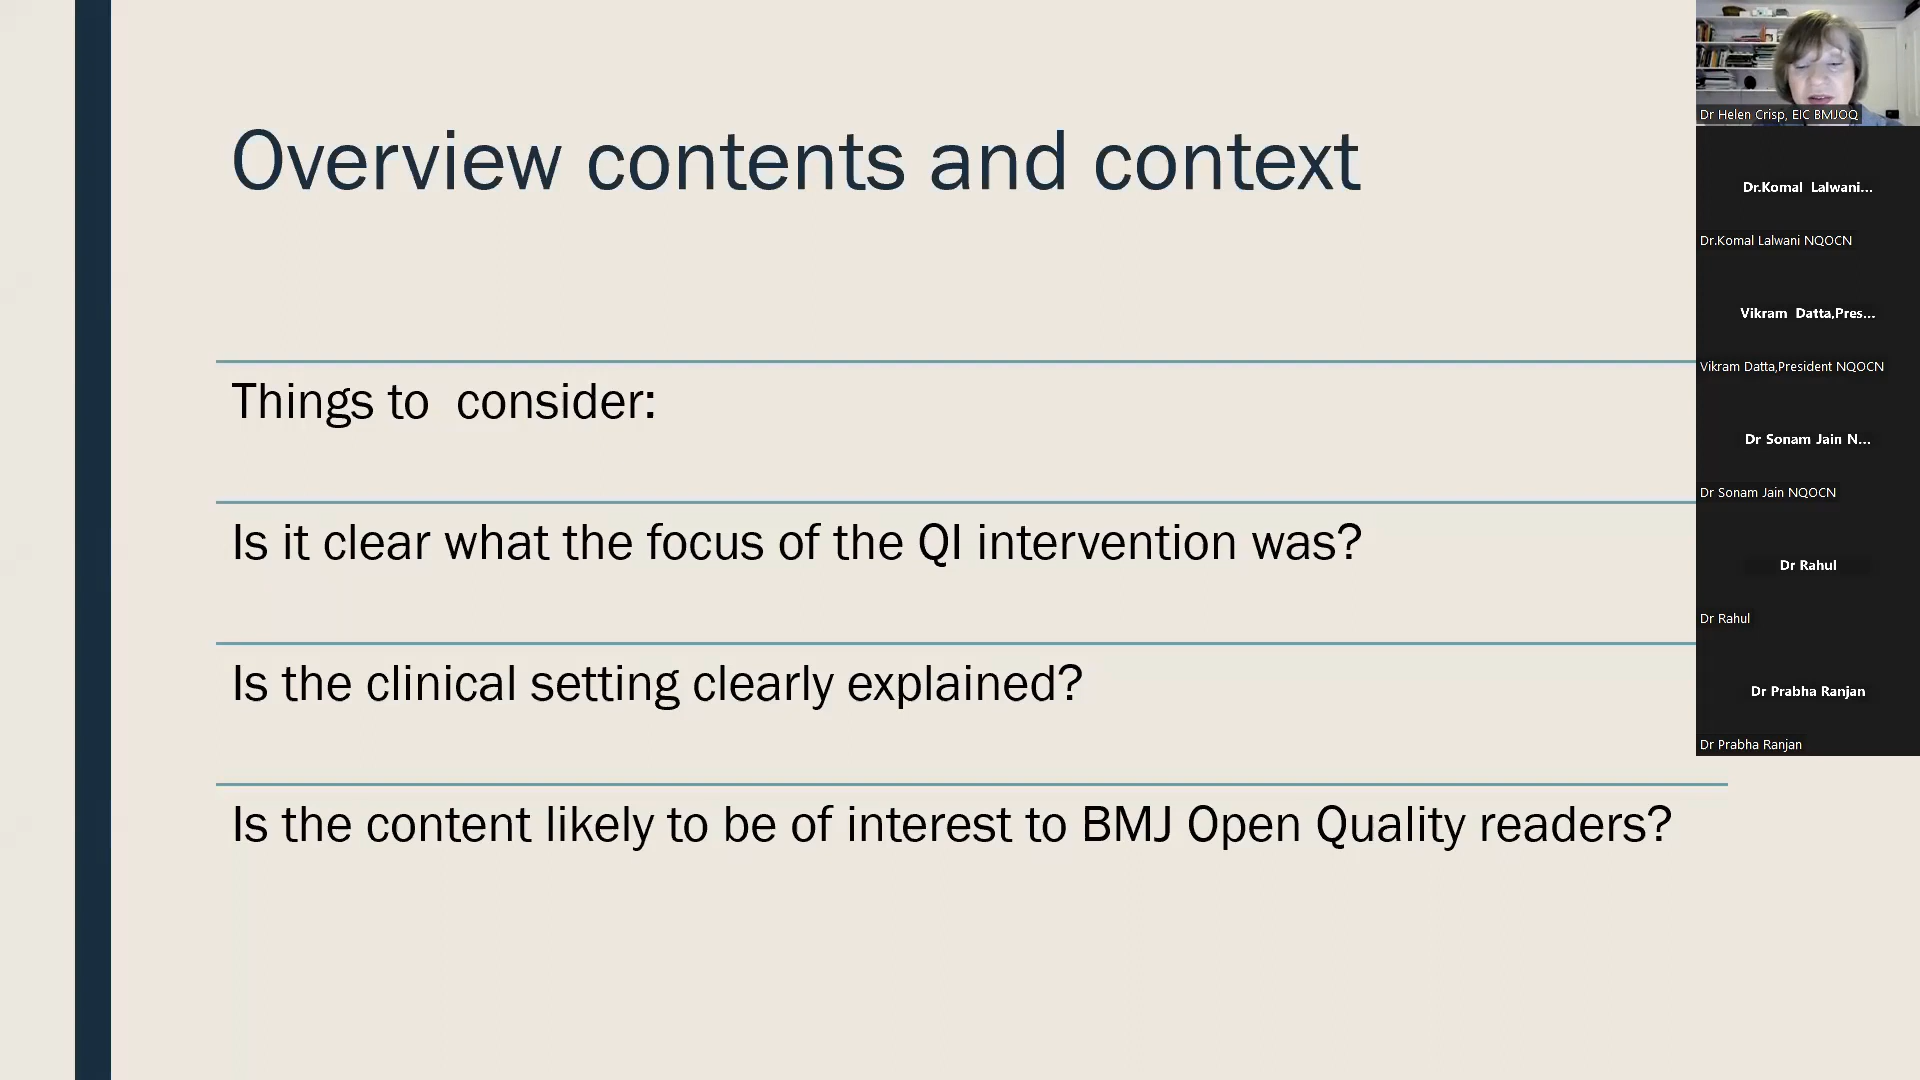 Overview contents and context
Things to consider:
Is it clear what the focus of the QI intervention was?
Is the clinical setting clearly explained?
Is the content likely to be of interest to BMJ Open Quality readers?
Dr Helen Crisp, EIC BMJOQ
Dr.Komal Lalwani...
Dr.Komal Lalwani NQOCN
Vikram Datta,Pres...
Vikram Datta,President NQOCN
Dr Sonam Jain N...
Dr Sonam Jain NQOCN
Dr Rahul
Dr Rahul
Dr Prabha Ranjan
Dr Prabha Ranjan